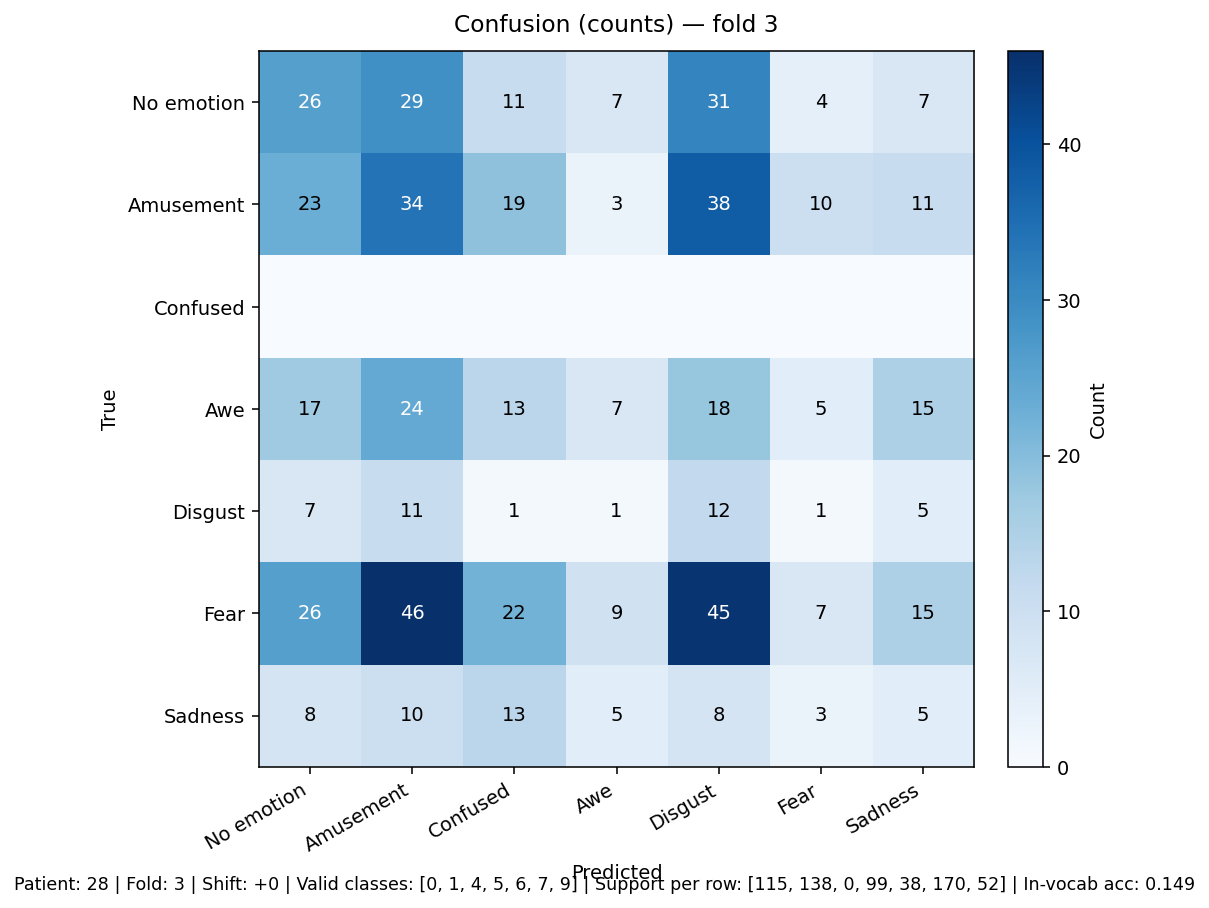 Confusion (counts) — fold 3
No emotion 26 29 11 7 31 4 7
Amusement 23 34 19 3 38 10 11
Confused
Awe 17 24 13 7 18 5 15
Disgust 7 11 1 1 12 1 5
Fear 26 46 22 9 45 7 15
Sadness 8 10 13 5 8 3 5
True
No emotion Amusement Confused Awe Disgust Fear Sadness
Predicted
40
30
20
10
0
Count
Patient: 28 | Fold: 3 | Shift: +0 | Valid classes: [0, 1, 4, 5, 6, 7, 9] | Support per row: [115, 138, 0, 99, 38, 170, 52] | In-vocab acc: 0.149